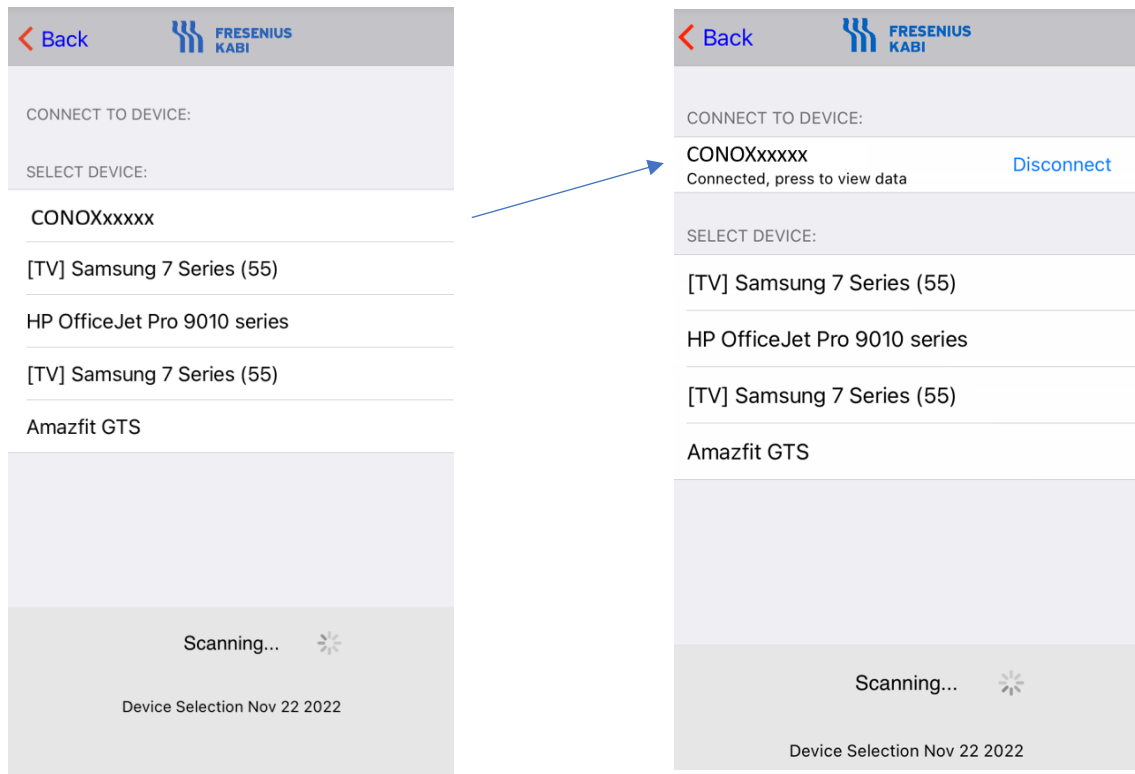 Back
FRESENIUS
KABI
CONNECT TO DEVICE:
SELECT DEVICE:
CONOXxxxxx
[TV] Samsung 7 Series (55)
HP OfficeJet Pro 9010 series
[TV] Samsung 7 Series (55)
Amazfit GTS
Scanning...
Device Selection Nov 22 2022
Back
FRESENIUS
KABI
CONNECT TO DEVICE:
CONOXxxxxx
Connected, press to view data
Disconnect
SELECT DEVICE:
[TV] Samsung 7 Series (55)
HP OfficeJet Pro 9010 series
[TV] Samsung 7 Series (55)
Amazfit GTS
Scanning...
Device Selection Nov 22 2022